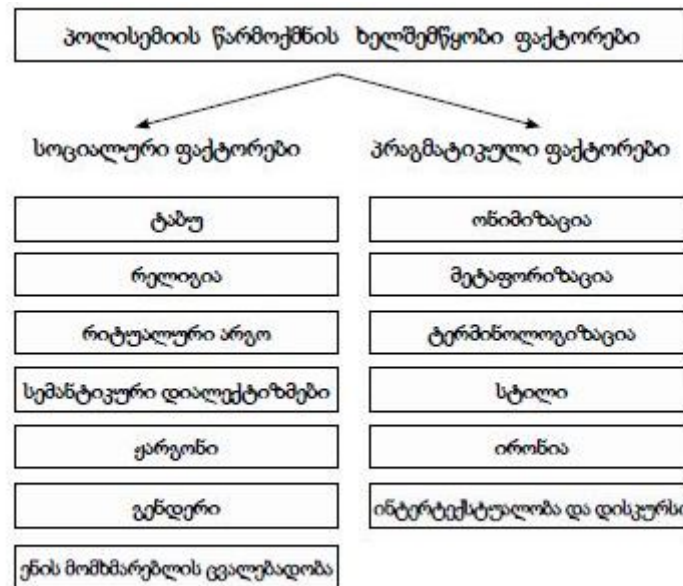 პოლისემიის წარმოქმნის ხელშემწყობი ფაქტორები
სოციალური ფაქტორები
ტაბუ
რელიგია
რიტუალური არგო
სემანტიკური დიალექტიზმები
ჟარგონი
გენდერი
ენის მომხმარებლის ცვალებადობა
პრაგმატიკული ფაქტორები
ონიმიზაცია
მეტაფორიზაცია
ტერმინოლოგიზაცია
სტილი
ირონია
ინტერტექსტუალობა და დისკურსი